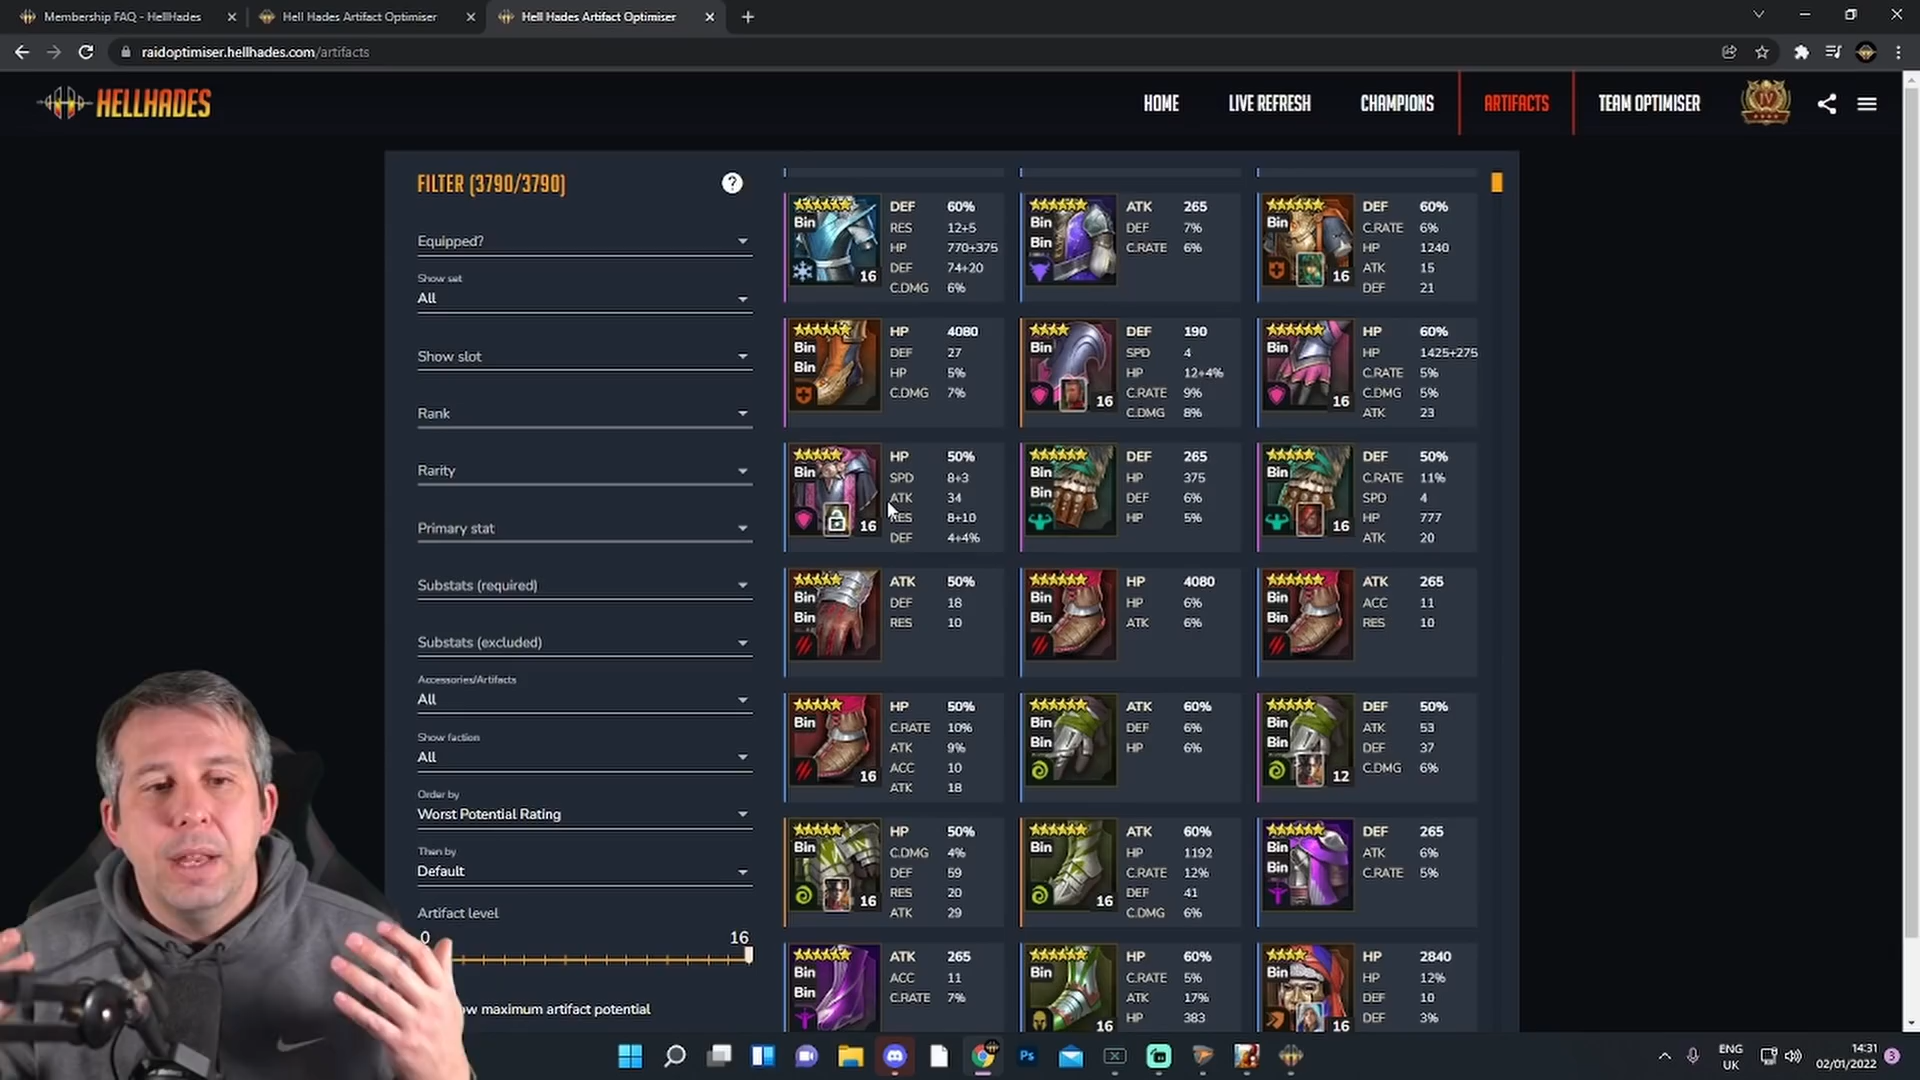 Membership FAQ - HellHades
Hell Hades Artifact Optimiser
Hell Hades Artifact Optimiser
raidoptimiser.hellhades.com/artifacts
HELLHADES
HOME
LIVE REFRESH
CHAMPIONS
ARTIFACTS
TEAM OPTIMISER
IV
FILTER (3790/3790)
?
Equipped?
Show set
All
Show slot
Rank
Rarity
Primary stat
Substats (required)
Substats (excluded)
Accessories/Artifacts
All
Show faction
All
Order by
Worst Potential Rating
Then by
Default
Artifact level
0
16
ow maximum artifact potential
Bin
16
DEF 60%
RES 12+5
HP 770+375
DEF 74+20
C.DMG 6%
Bin
Bin
ATK 265
DEF 7%
C.RATE 6%
Bin
16
DEF 60%
C.RATE 6%
HP 1240
ATK 15
DEF 21
Bin
Bin
HP 4080
DEF 27
HP 5%
C.DMG 7%
Bin
16
DEF 190
SPD 4
HP 12+4%
C.RATE 9%
C.DMG 8%
Bin
16
HP 60%
HP 1425+275
C.RATE 5%
C.DMG 5%
ATK 23
Bin
16
HP 50%
SPD 8+3
ATK 34
RES 8+10
DEF 4+4%
Bin
Bin
DEF 265
HP 375
DEF 6%
HP 5%
Bin
16
DEF 50%
C.RATE 11%
SPD 4
HP 777
ATK 20
Bin
Bin
ATK 50%
DEF 18
RES 10
Bin
Bin
HP 4080
HP 6%
ATK 6%
Bin
Bin
ATK 265
ACC 11
RES 10
Bin
16
HP 50%
C.RATE 10%
ATK 9%
ACC 10
ATK 18
Bin
Bin
ATK 60%
DEF 6%
HP 6%
Bin
Bin
12
DEF 50%
ATK 53
DEF 37
C.DMG 6%
Bin
16
HP 50%
C.DMG 4%
DEF 59
RES 20
ATK 29
Bin
16
ATK 60%
HP 1192
C.RATE 12%
DEF 41
C.DMG 6%
Bin
Bin
DEF 265
ATK 6%
C.RATE 5%
Bin
Bin
ATK 265
ACC 11
C.RATE 7%
Bin
16
HP 60%
C.RATE 5%
ATK 17%
HP 383
Bin
16
HP 2840
HP 12%
DEF 10
DEF 3%
Ps
ENG
UK
14:31
02/01/2022
3